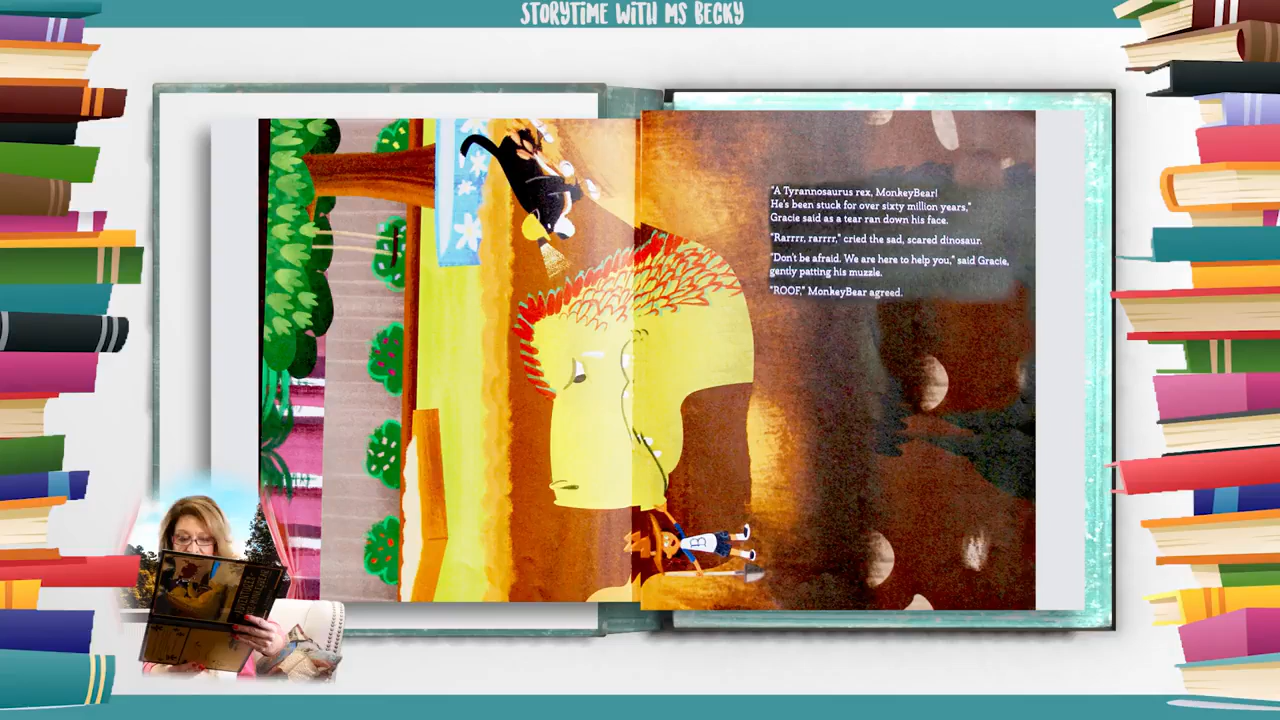 STORYTIME WITH MS BECKY
"A Tyrannosaurus rex, MonkeyBear!
He's been stuck for over sixty million years,"
Gracie said as a tear ran down his face.
"Rarrrr, rarrrr," cried the sad, scared dinosaur.
"Don't be afraid. We are here to help you," said Gracie,
gently patting his muzzle.
"ROOF," MonkeyBear agreed.
B